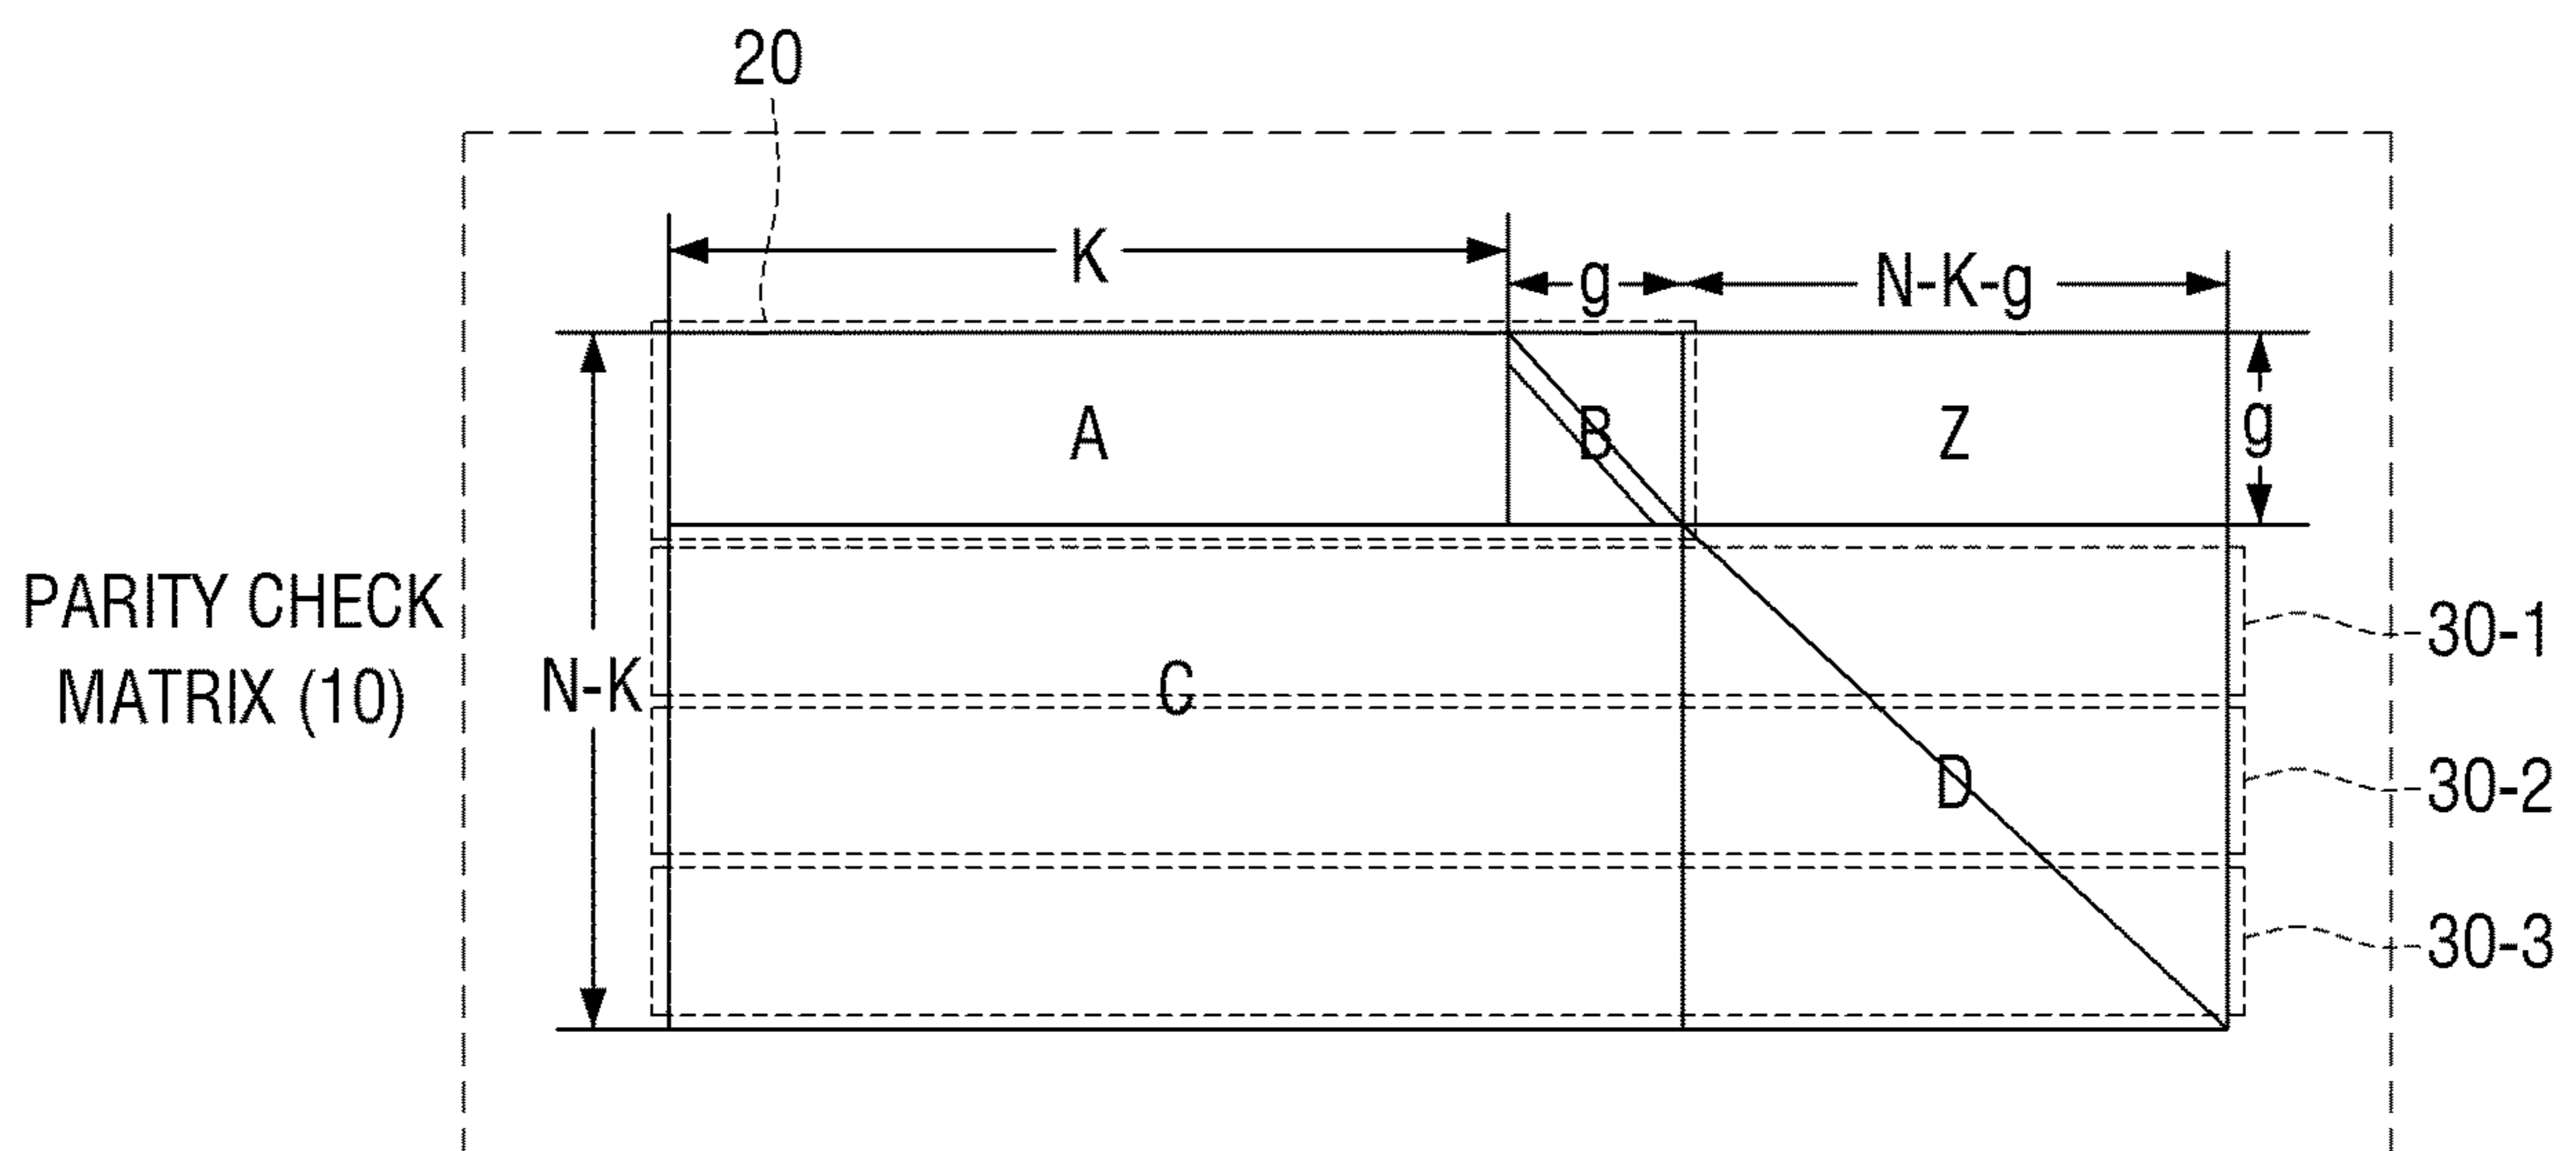 20
K
g
N-K-g
A
B
Z
g
PARITY CHECK
MATRIX (10)
N-K
C
D
30-1
30-2
30-3